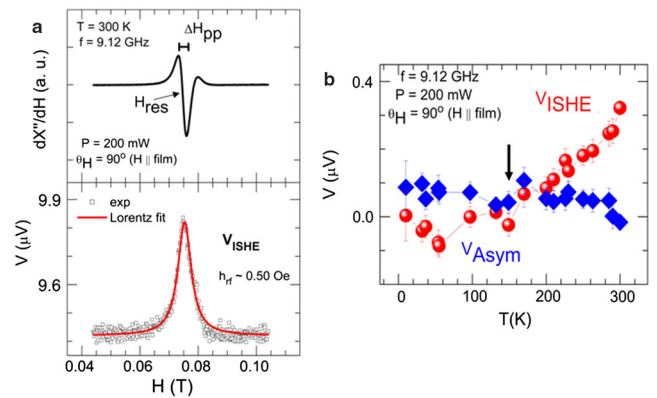 a
T = 300 K
f = 9.12 GHz
ΔHpp
Hres
P = 200 mW
θH = 90° (H || film)
dX"/dH (a. u.)
9.9
exp
Lorentz fit
VISHE
hrf ~ 0.50 Oe
9.6
V (μV)
0.04 0.06 0.08 0.10
H (T)
b
0.4
f = 9.12 GHz
P = 200 mW
θH = 90° (H || film)
VISHE
V (μV)
0.0
VAsym
0 100 200 300
T(K)